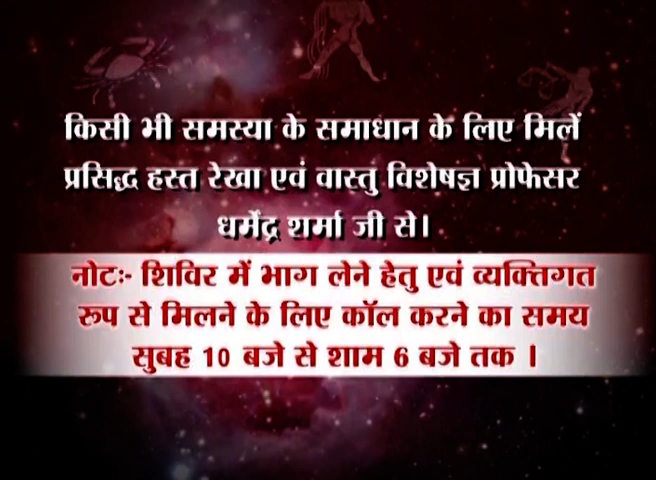 किसी भी समस्या के समाधान के लिए मिलें
प्रसिद्ध हस्त रेखा एवं वास्तु विशेषज्ञ प्रोफेसर
धर्मेंद्र शर्मा जी से।
नोटः- शिविर में भाग लेने हेतु एवं व्यक्तिगत
रूप से मिलने के लिए कॉल करने का समय
सुबह 10 बजे से शाम 6 बजे तक ।